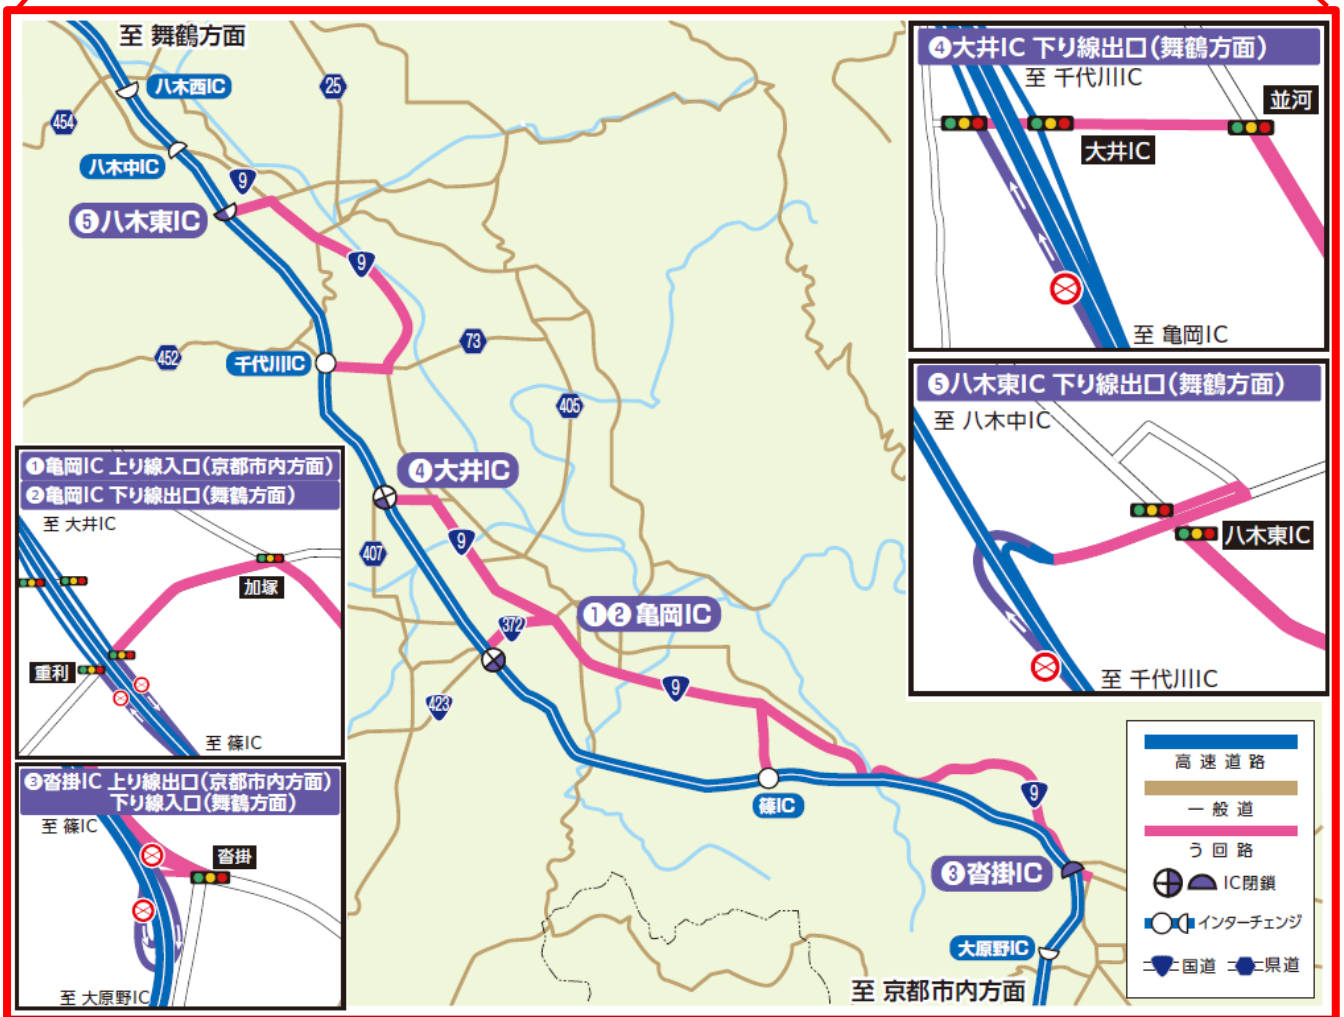 至 舞鶴方面
八木西IC
25
454
八木中IC
9
❺八木東IC
9
452
千代川IC
73
405
❹大井IC
9
407
❶❷亀岡IC
372
9
423
篠IC
9
❸沓掛IC
大原野IC
至 京都市内方面
❹大井IC 下り線出口(舞鶴方面)
至 千代川IC
並河
大井IC
至 亀岡IC
❺八木東IC 下り線出口(舞鶴方面)
至 八木中IC
八木東IC
至 千代川IC
❶亀岡IC 上り線入口(京都市内方面)
❷亀岡IC 下り線出口(舞鶴方面)
至 大井IC
加塚
重利
至 篠IC
❸沓掛IC 上り線出口(京都市内方面)
下り線入口(舞鶴方面)
至 篠IC
沓掛
至 大原野IC
高速道路
一般道
う回路
IC閉鎖
インターチェンジ
国道 県道